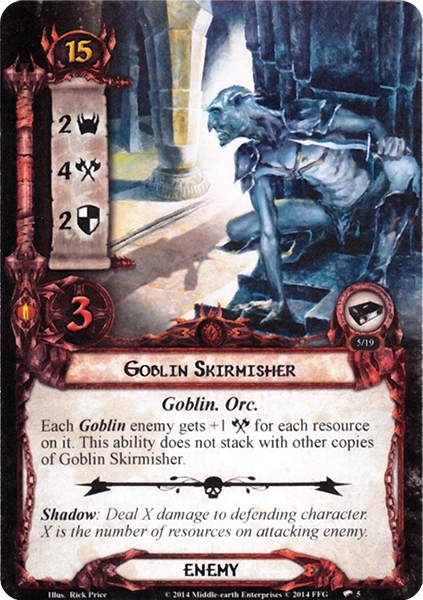 15
2
4
2
3
5/19
Goblin Skirmisher
Goblin. Orc.
Each Goblin enemy gets +1 for each resource
on it. This ability does not stack with other copies
of Goblin Skirmisher.
Shadow: Deal X damage to defending character.
X is the number of resources on attacking enemy.
ENEMY
Illus. Rick Price
© 2014 Middle-earth Enterprises © 2014 FFG
5